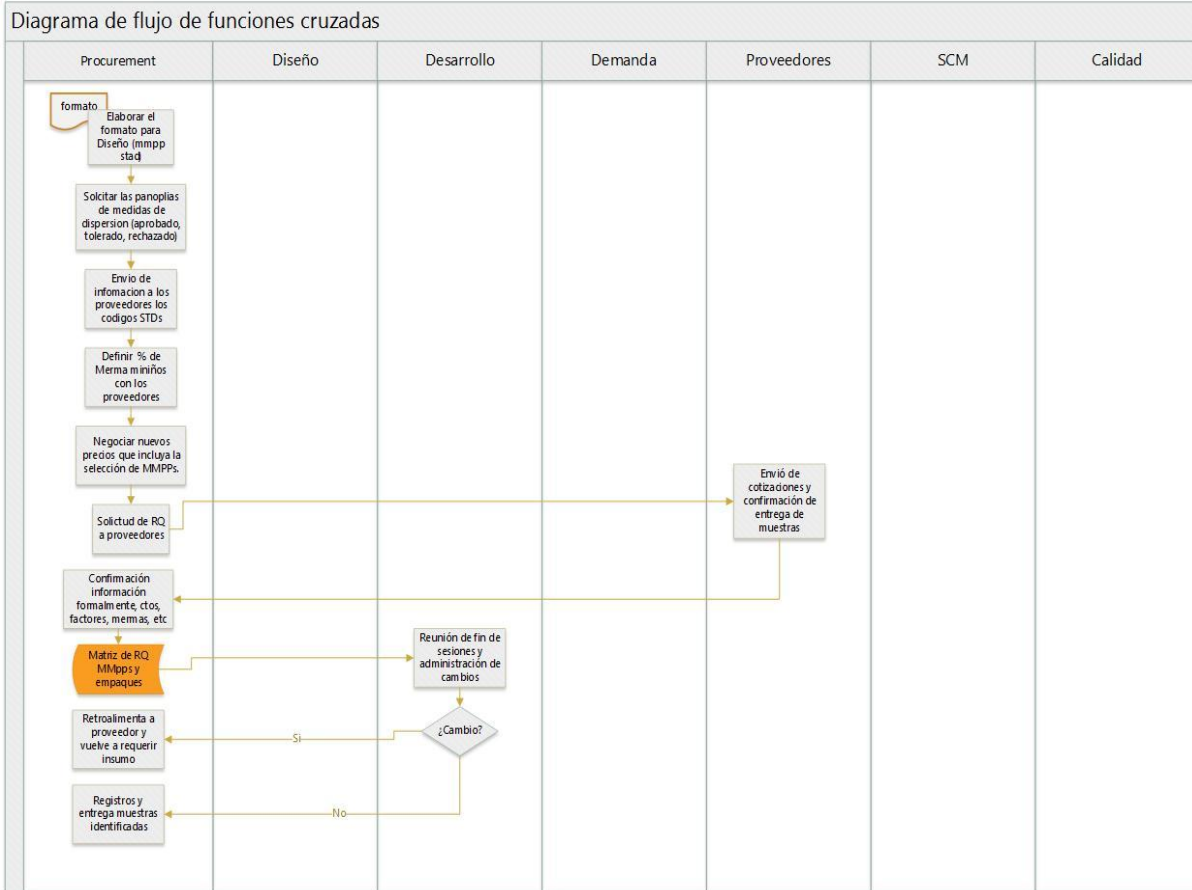 Diagrama de flujo de funciones cruzadas
Procurement
Diseño
Desarrollo
Demanda
Proveedores
SCM
Calidad
formato
Elaborar el
formato para
Diseño (mmpp
stad)
Solcitar las panoplias
de medidas de
dispersion (aprobado,
tolerado, rechazado)
Envio de
infomacion a los
proveedores los
codigos STDs
Definir % de
Merma miniños
con los
proveedores
Negociar nuevos
precios que incluya la
selección de MMPPs.
Solictud de RQ
a proveedores
Envió de
cotizaciones y
confirmación de
entrega de
muestras
Confirmación
información
formalmente, ctos,
factores, mermas, etc
Matriz de RQ
MMpps y
empaques
Reunión de fin de
sesiones y
administración de
cambios
¿Cambio?
Si
Retroalimenta a
proveedor y
vuelve a requerir
insumo
No
Registros y
entrega muestras
identificadas